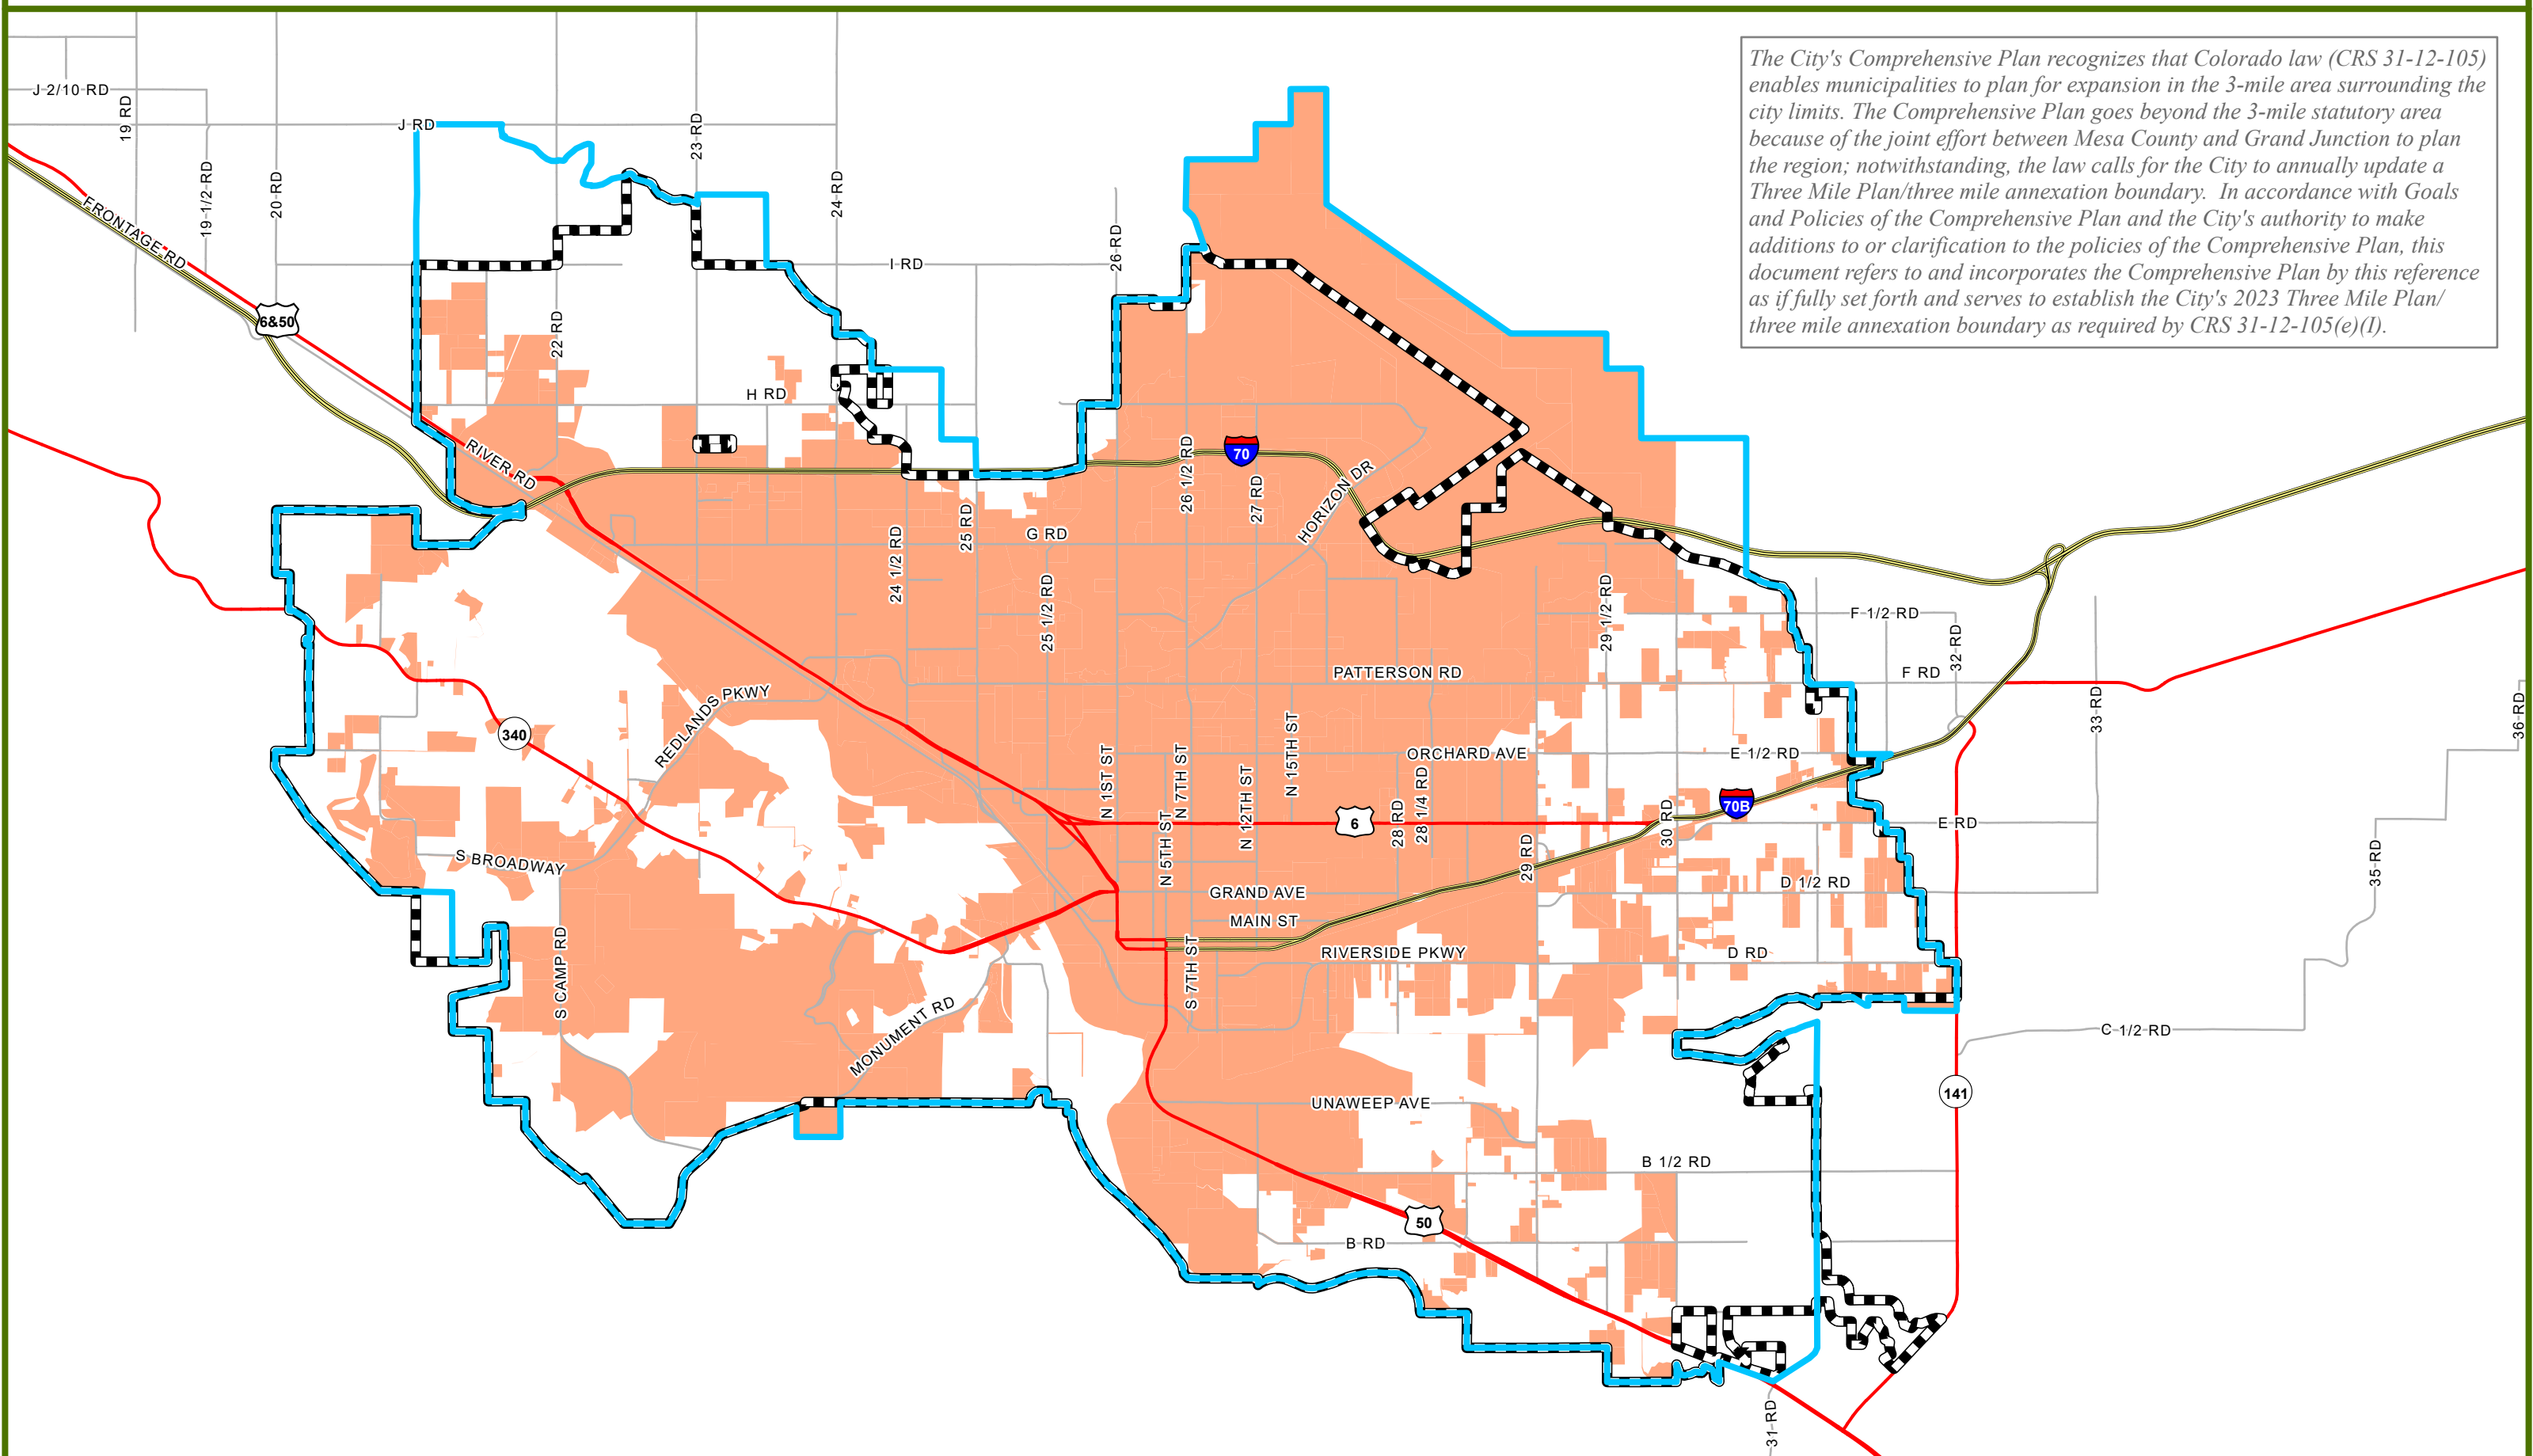 The City's Comprehensive Plan recognizes that Colorado law (CRS 31-12-105)
enables municipalities to plan for expansion in the 3-mile area surrounding the
city limits. The Comprehensive Plan goes beyond the 3-mile statutory area
because of the joint effort between Mesa County and Grand Junction to plan
the region; notwithstanding, the law calls for the City to annually update a
Three Mile Plan/three mile annexation boundary.  In accordance with Goals
and Policies of the Comprehensive Plan and the City's authority to make
additions to or clarification to the policies of the Comprehensive Plan, this
document refers to and incorporates the Comprehensive Plan by this reference
as if fully set forth and serves to establish the City's 2023 Three Mile Plan/
three mile annexation boundary as required by CRS 31-12-105(e)(I).
J 2/10 RD
19 RD
J RD
23 RD
19 1/2 RD
20 RD
24 RD
FRONTAGE RD
26 RD
I RD
6&50
22 RD
H RD
RIVER RD
70
26 1/2 RD
27 RD
HORIZON DR
25 RD
G RD
24 1/2 RD
25 1/2 RD
29 1/2 RD
F 1/2 RD
32 RD
PATTERSON RD
F RD
REDLANDS PKWY
33 RD
36 RD
340
N 15TH ST
ORCHARD AVE
E 1/2 RD
N 1ST ST
N 7TH ST
N 12TH ST
28 1/4 RD
70B
6
28 RD
30 RD
E RD
N 5TH ST
29 RD
35 RD
S BROADWAY
D 1/2 RD
GRAND AVE
MAIN ST
S CAMP RD
RIVERSIDE PKWY
D RD
S 7TH ST
MONUMENT RD
C 1/2 RD
141
UNAWEEP AVE
B 1/2 RD
50
B RD
31 RD